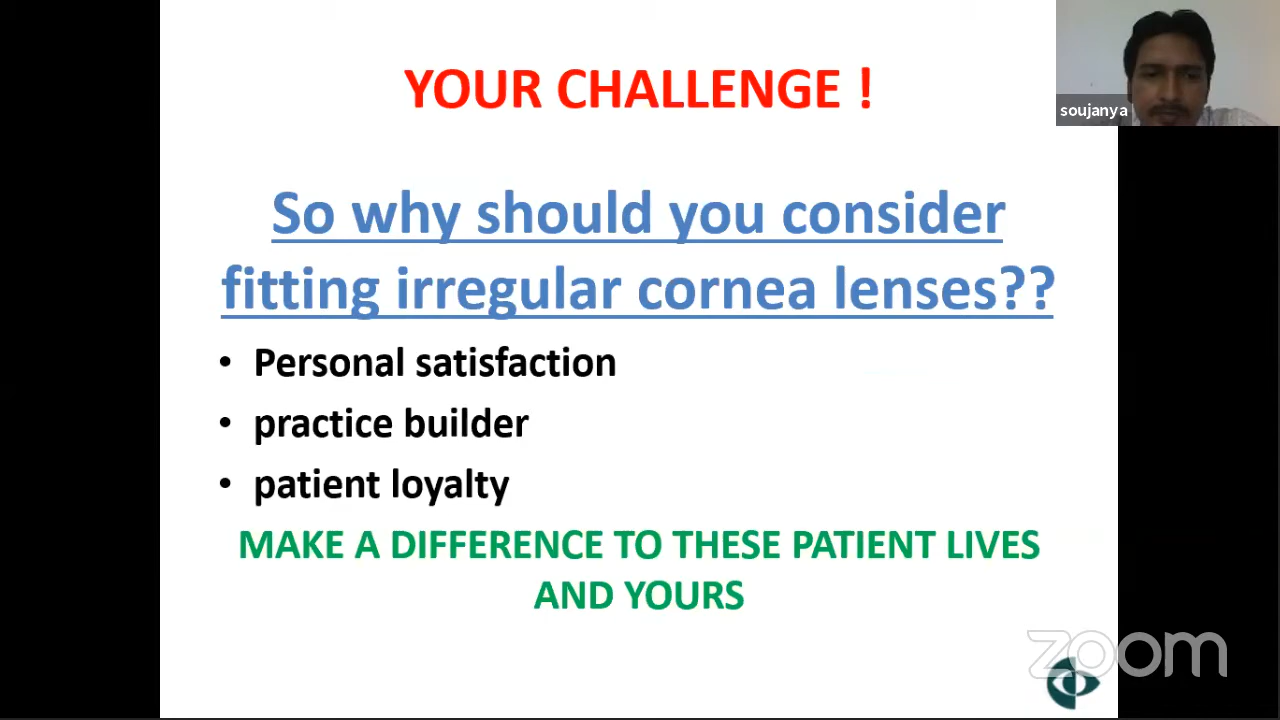 YOUR CHALLENGE !
soujanya
So why should you consider
fitting irregular cornea lenses??
• Personal satisfaction
• practice builder
• patient loyalty
MAKE A DIFFERENCE TO THESE PATIENT LIVES
AND YOURS
zoom